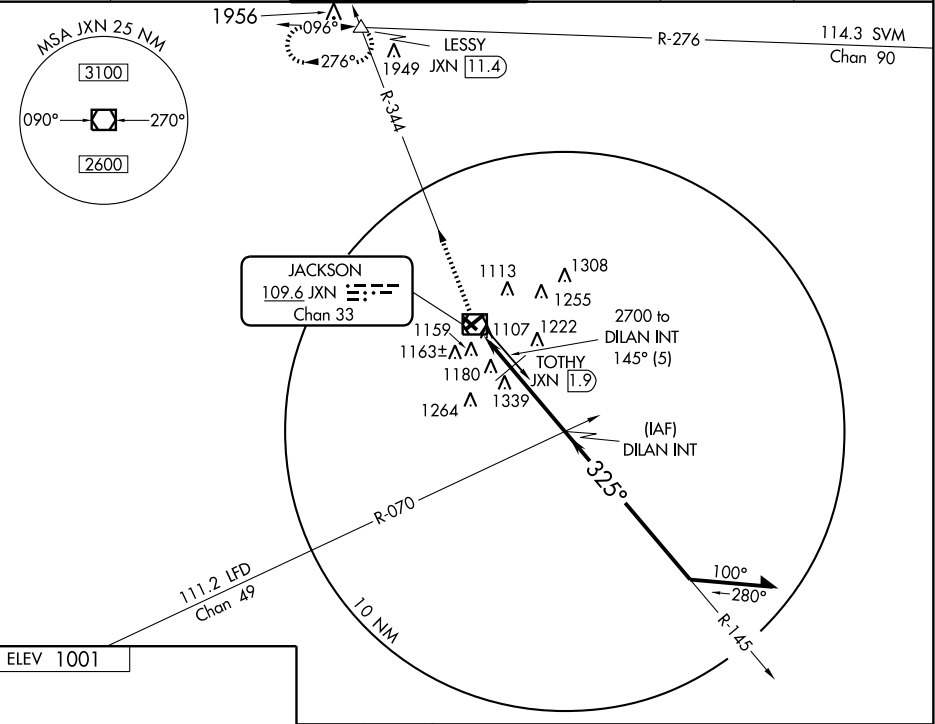 MSA JXN 25 NM
3100
090°
270°
2600
1956
096°
276°
1949
LESSY
JXN 11.4
R-276
114.3 SVM
Chan 90
R-344
JACKSON
109.6 JXN
Chan 33
1113
1308
1255
1159
1107
1222
1163±
1180
1339
1264
TOTHY
JXN 1.9
2700 to
DILAN INT
145° (5)
(IAF)
DILAN INT
325°
R-070
111.2 LFD
Chan 49
10 NM
100°
280°
R-145
ELEV 1001